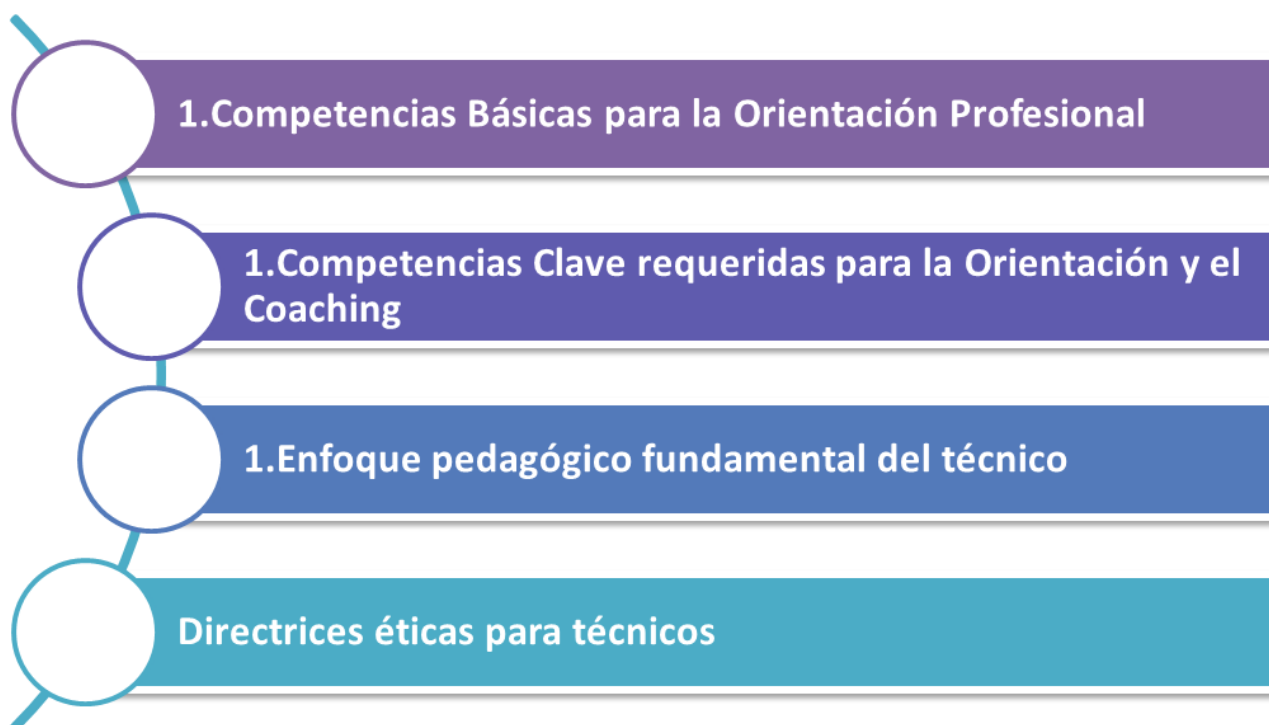 1.Competencias Básicas para la Orientación Profesional
1.Competencias Clave requeridas para la Orientación y el
Coaching
1.Enfoque pedagógico fundamental del técnico
Directrices éticas para técnicos